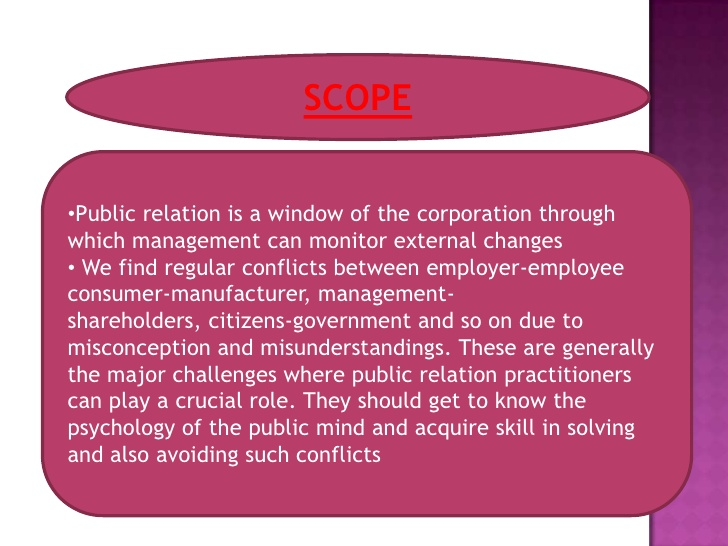 SCOPE
•Public relation is a window of the corporation through
which management can monitor external changes
• We find regular conflicts between employer-employee
consumer-manufacturer, management-
shareholders, citizens-government and so on due to
misconception and misunderstandings. These are generally
the major challenges where public relation practitioners
can play a crucial role. They should get to know the
psychology of the public mind and acquire skill in solving
and also avoiding such conflicts